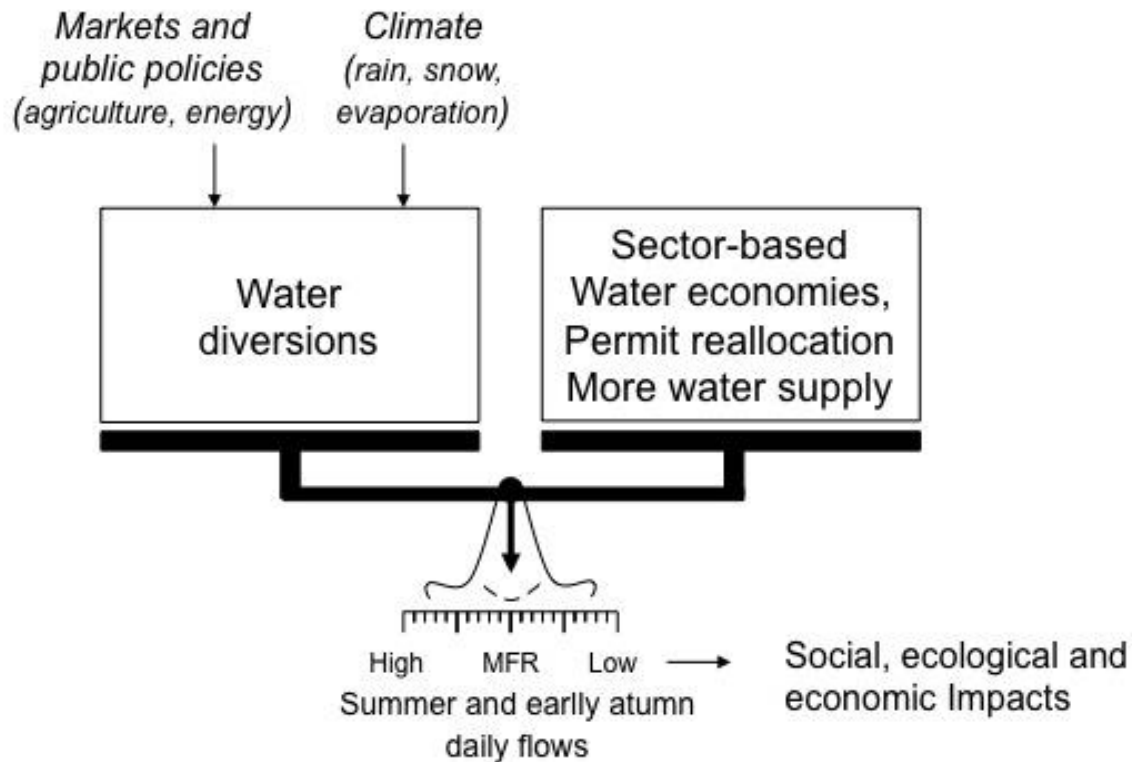 Markets and
public policies
(agriculture, energy)
Climate
(rain, snow,
evaporation)
Water
diversions
Sector-based
Water economies,
Permit reallocation
More water supply
High MFR Low
Summer and earlly atumn
daily flows
Social, ecological and
economic Impacts